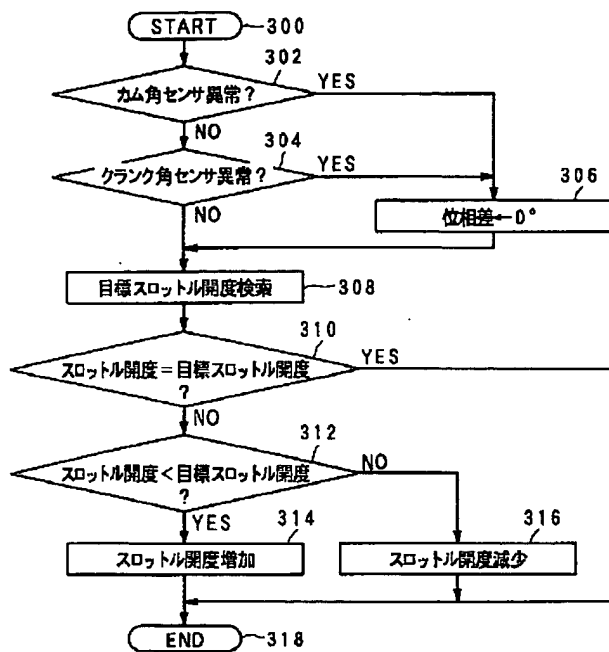 START
300
302
カム角センサ異常?
YES
NO
304
クランク角センサ異常?
YES
306
NO
位相差←0°
目標スロットル開度検索
308
310
スロットル開度=目標スロットル開度
?
YES
NO
312
スロットル開度<目標スロットル開度
?
NO
YES
314
316
スロットル開度増加
スロットル開度減少
END
318